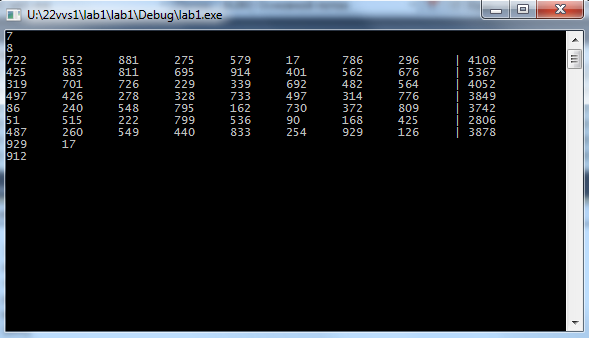 U:\22vvs1\lab1\lab1\Debug\lab1.exe
7
8
722 552 881 275 579 17 786 296 | 4108
425 883 811 695 914 401 562 676 | 5367
319 701 726 229 339 692 482 564 | 4052
497 426 278 328 733 497 314 776 | 3849
86 240 548 795 162 730 372 809 | 3742
51 515 222 799 536 90 168 425 | 2806
487 260 549 440 833 254 929 126 | 3878
929 17
912